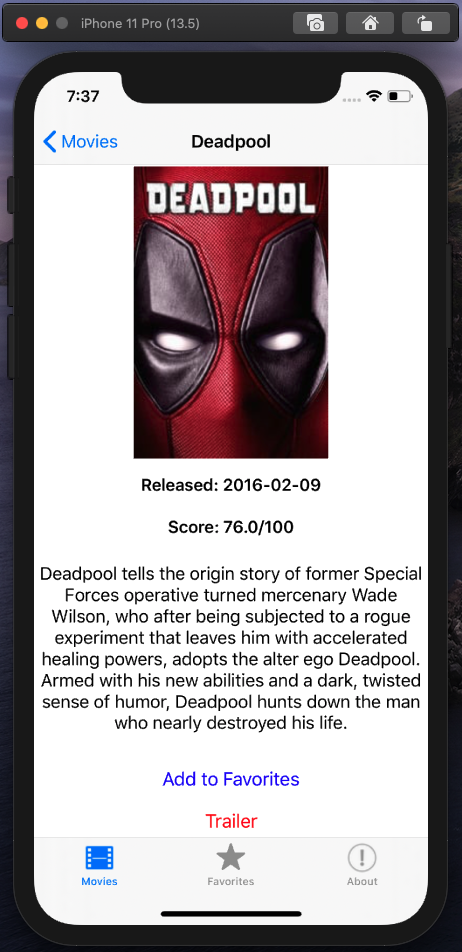 iPhone 11 Pro (13.5)
7:37
Movies
Deadpool
DEADPOOL
Released: 2016-02-09
Score: 76.0/100
Deadpool tells the origin story of former Special
Forces operative turned mercenary Wade
Wilson, who after being subjected to a rogue
experiment that leaves him with accelerated
healing powers, adopts the alter ego Deadpool.
Armed with his new abilities and a dark, twisted
sense of humor, Deadpool hunts down the man
who nearly destroyed his life.
Add to Favorites
Trailer
Movies
Favorites
About